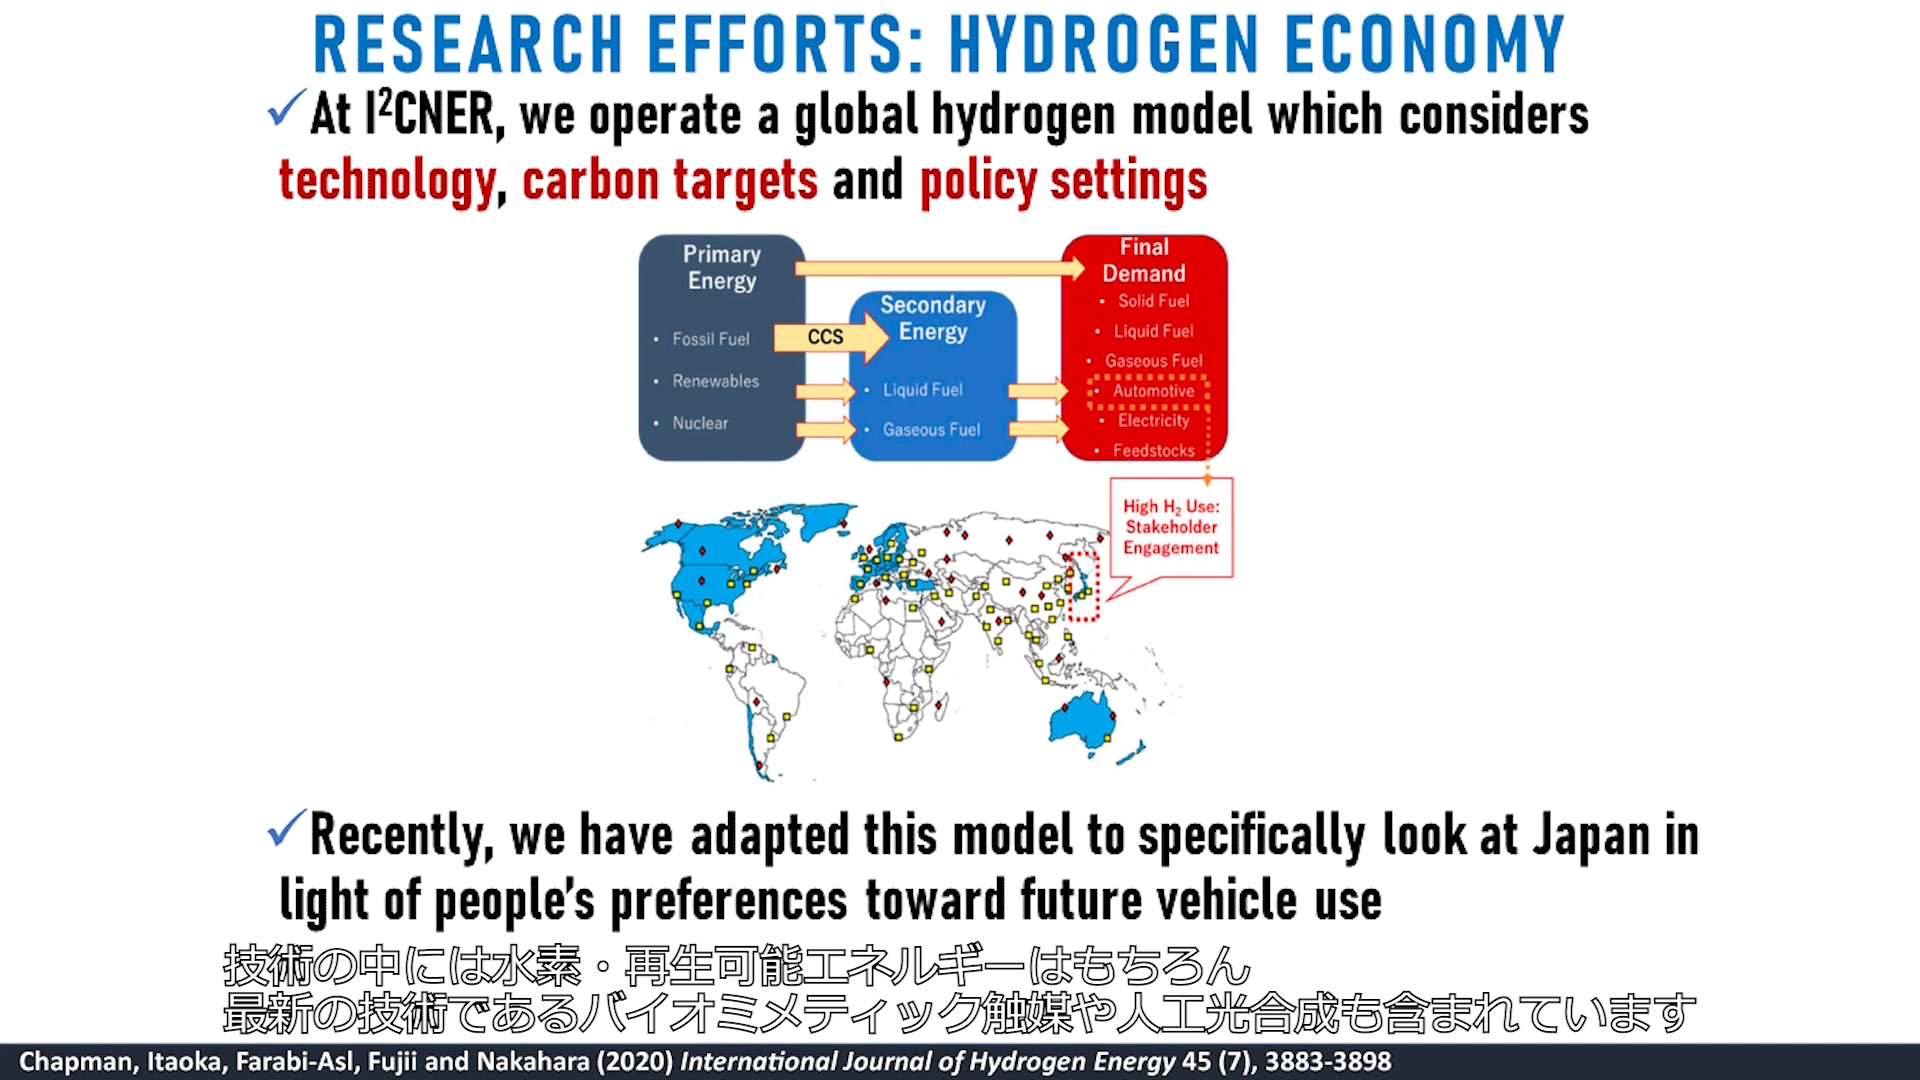 RESEARCH EFFORTS: HYDROGEN ECONOMY
✓At I²CNER, we operate a global hydrogen model which considers
technology, carbon targets and policy settings
Primary
Energy
• Fossil Fuel
• Renewables
• Nuclear
CCS
Secondary
Energy
• Liquid Fuel
• Gaseous Fuel
Final
Demand
• Solid Fuel
• Liquid Fuel
• Gaseous Fuel
• Automotive
• Electricity
• Feedstocks
High H₂ Use:
Stakeholder
Engagement
✓Recently, we have adapted this model to specifically look at Japan in
light of people's preferences toward future vehicle use
技術の中には水素・再生可能エネルギーはもちろん
最新の技術であるバイオミメティック触媒や人工光合成も含まれています
Chapman, Itaoka, Farabi-Asl, Fujii and Nakahara (2020) International Journal of Hydrogen Energy 45 (7), 3883-3898